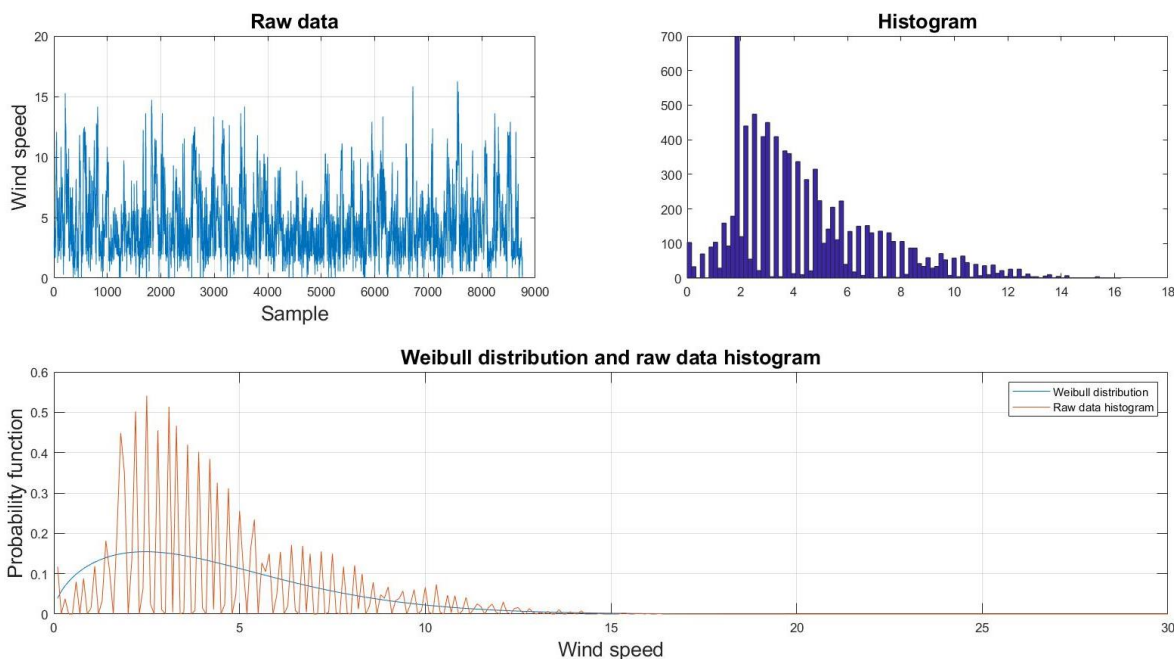 Raw data
Wind speed
20
15
10
5
0
0 1000 2000 3000 4000 5000 6000 7000 8000 9000
Sample
Histogram
700
600
500
400
300
200
100
0
0 2 4 6 8 10 12 14 16 18
Weibull distribution and raw data histogram
Probability function
0.6
0.5
0.4
0.3
0.2
0.1
0
0 5 10 15 20 25 30
Wind speed
Weibull distribution
Raw data histogram